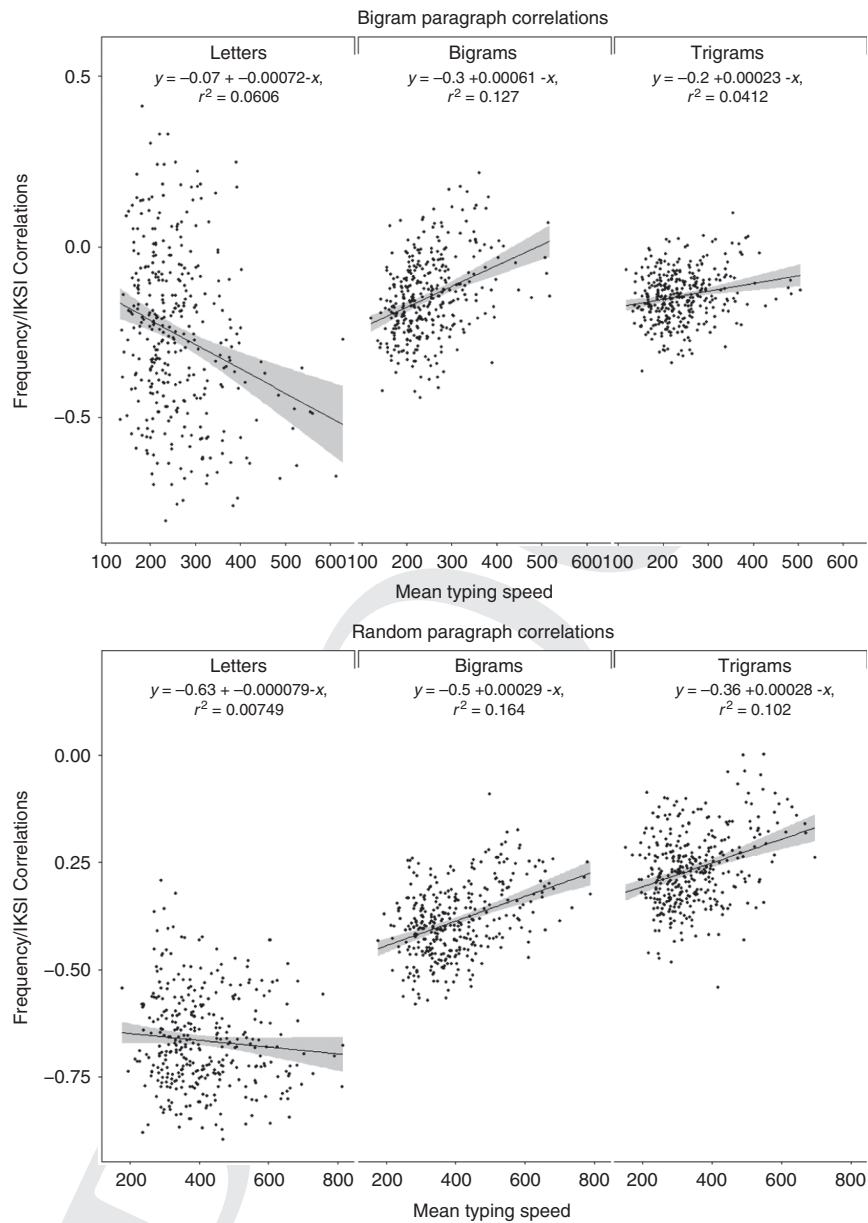 Bigram paragraph correlations
Letters
y = −0.07 + −0.00072-x,
r² = 0.0606
Bigrams
y = −0.3 +0.00061 -x,
r² = 0.127
Trigrams
y = −0.2 +0.00023 -x,
r² = 0.0412
Frequency/IKSI Correlations
0.5
0.0
−0.5
100 200 300 400 500 6001100 200 300 400 500 6001100 200 300 400 500 600
Mean typing speed
Random paragraph correlations
Letters
y = −0.63 + −0.000079-x,
r² = 0.00749
Bigrams
y = −0.5 +0.00029 -x,
r² = 0.164
Trigrams
y = −0.36 +0.00028 -x,
r² = 0.102
Frequency/IKSI Correlations
0.00
0.25
−0.50
−0.75
200 400 600 800 200 400 600 800 200 400 600 800
Mean typing speed